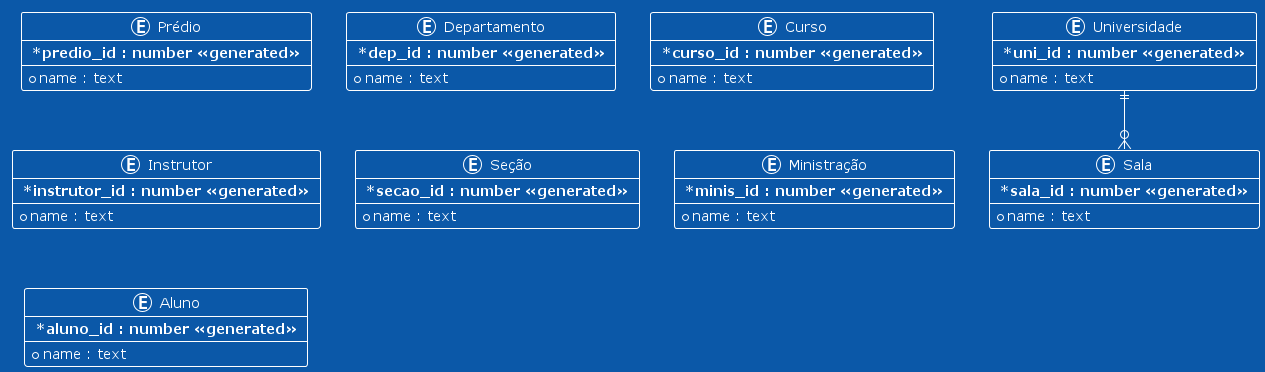 E Prédio
*predio_id : number «generated»
name : text
E Departamento
*dep_id : number «generated»
name : text
E Curso
*curso_id : number «generated»
name : text
E Universidade
*uni_id : number «generated»
name : text
E Instrutor
*instrutor_id : number «generated»
name : text
E Seção
*secao_id : number «generated»
name : text
E Ministração
*minis_id : number «generated»
name : text
E Sala
*sala_id : number «generated»
name : text
E Aluno
*aluno_id : number «generated»
name : text